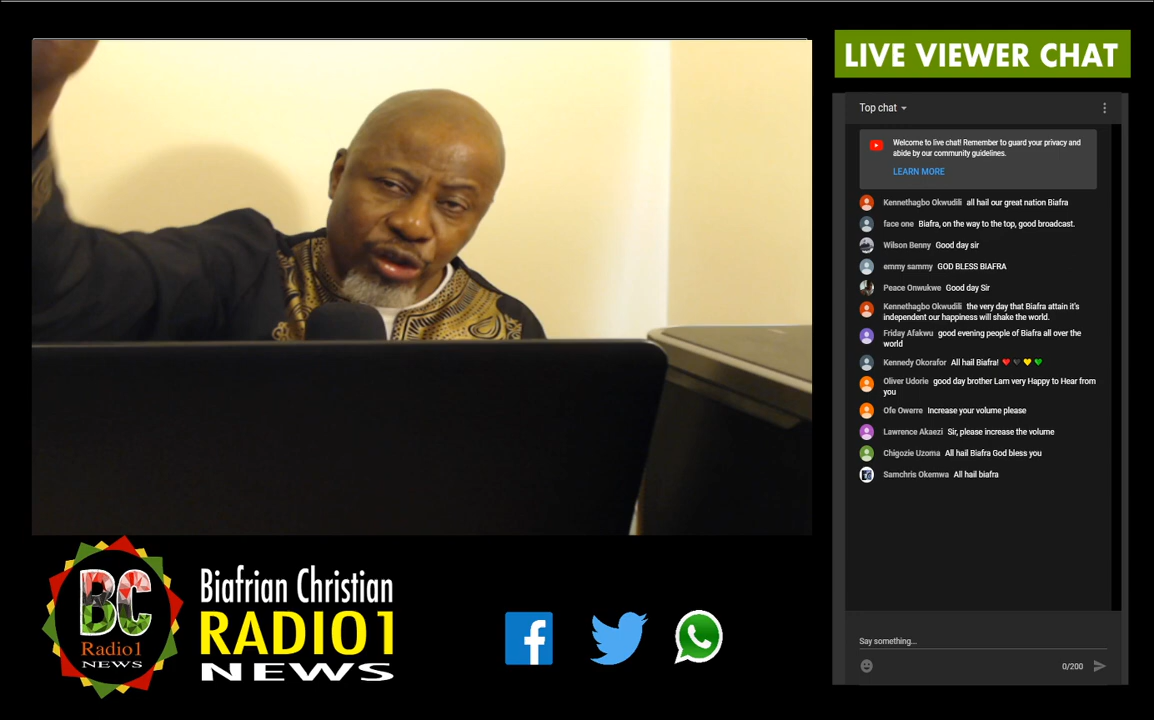 LIVE VIEWER CHAT
Top chat
Welcome to live chat! Remember to guard your privacy and
abide by our community guidelines.
LEARN MORE
Kennethagbo Okwudili all hail our great nation Biafra
face one Biafra, on the way to the top, good broadcast.
Wilson Benny Good day sir
emmy sammy GOD BLESS BIAFRA
Peace Onwukwe Good day Sir
Kennethagbo Okwudili the very day that Biafra attain it's
independent our happiness will shake the world.
Friday Afakwu good evening people of Biafra all over the
world
Kennedy Okorafor All hail Biafra! ❤️🖤💛💚
Oliver Udorie good day brother Lam very Happy to Hear from
you
Ofe Owerre Increase your volume please
Lawrence Akaezi Sir, please increase the volume
Chigozie Uzoma All hail Biafra God bless you
Samchris Okemwa All hail biafra
Say something...
0/200
BC
Radio1
NEWS
Biafrian Christian
RADIO1
NEWS